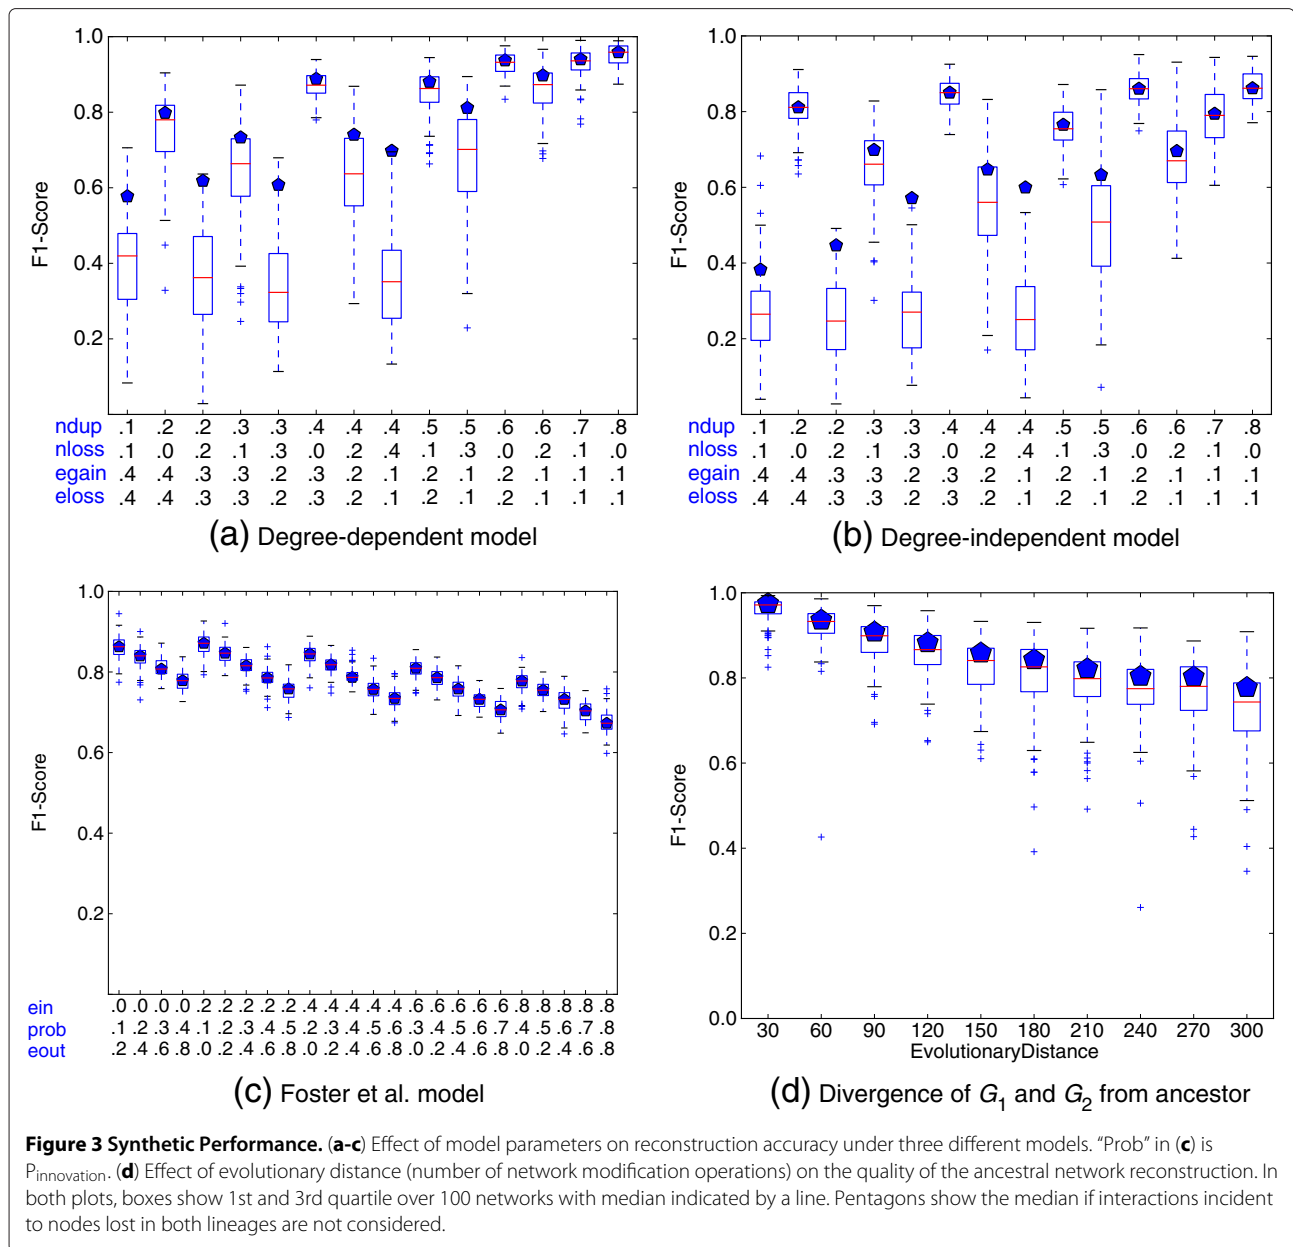 1.0
0.8
0.6
0.4
0.2
F1-Score
ndup .1 .2 .2 .3 .3 .4 .4 .4 .5 .5 .6 .6 .7 .8
nloss .1 .0 .2 .1 .3 .0 .2 .4 .1 .3 .0 .2 .1 .0
egain .4 .4 .3 .3 .2 .3 .2 .1 .2 .1 .2 .1 .1 .1
eloss .4 .4 .3 .3 .2 .3 .2 .1 .2 .1 .2 .1 .1 .1
(a) Degree-dependent model
1.0
0.8
0.6
0.4
0.2
F1-Score
ndup .1 .2 .2 .3 .3 .4 .4 .4 .5 .5 .6 .6 .7 .8
nloss .1 .0 .2 .1 .3 .0 .2 .4 .1 .3 .0 .2 .1 .0
egain .4 .4 .3 .3 .2 .3 .2 .1 .2 .1 .2 .1 .1 .1
eloss .4 .4 .3 .3 .2 .3 .2 .1 .2 .1 .2 .1 .1 .1
(b) Degree-independent model
1.0
0.8
0.6
0.4
0.2
F1-Score
ein .0 .0 .0 .0 .2 .2 .2 .2 .2 .4 .4 .4 .4 .4 .6 .6 .6 .6 .6 .8 .8 .8 .8 .8
prob .1 .2 .3 .4 .1 .2 .3 .4 .5 .2 .3 .4 .5 .6 .3 .4 .5 .6 .7 .4 .5 .6 .7 .8
eout .2 .4 .6 .8 .0 .2 .4 .6 .8 .0 .2 .4 .6 .8 .0 .2 .4 .6 .8 .0 .2 .4 .6 .8
(c) Foster et al. model
1.0
0.8
0.6
0.4
0.2
0.0
F1-Score
30 60 90 120 150 180 210 240 270 300
EvolutionaryDistance
(d) Divergence of G1 and G2 from ancestor
Figure 3 Synthetic Performance. (a-c) Effect of model parameters on reconstruction accuracy under three different models. “Prob” in (c) is
Pinnovation. (d) Effect of evolutionary distance (number of network modification operations) on the quality of the ancestral network reconstruction. In
both plots, boxes show 1st and 3rd quartile over 100 networks with median indicated by a line. Pentagons show the median if interactions incident
to nodes lost in both lineages are not considered.